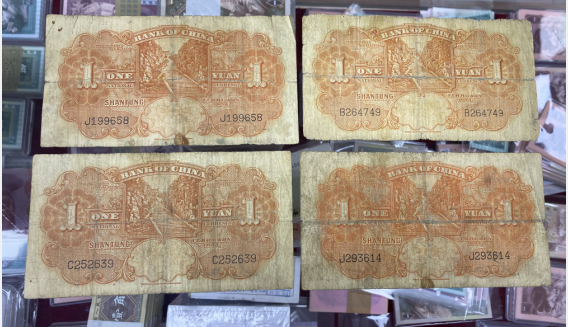 BANK OF CHINA
1 ONE YUAN 1
SHANTUNG
J199658 J199658
BANK OF CHINA
1 ONE YUAN 1
SHANTUNG
B264749 B264749
BANK OF CHINA
1 ONE YUAN 1
SHANTUNG
C252639 C252639
BANK OF CHINA
1 ONE YUAN 1
SHANTUNG
J293614 J293614